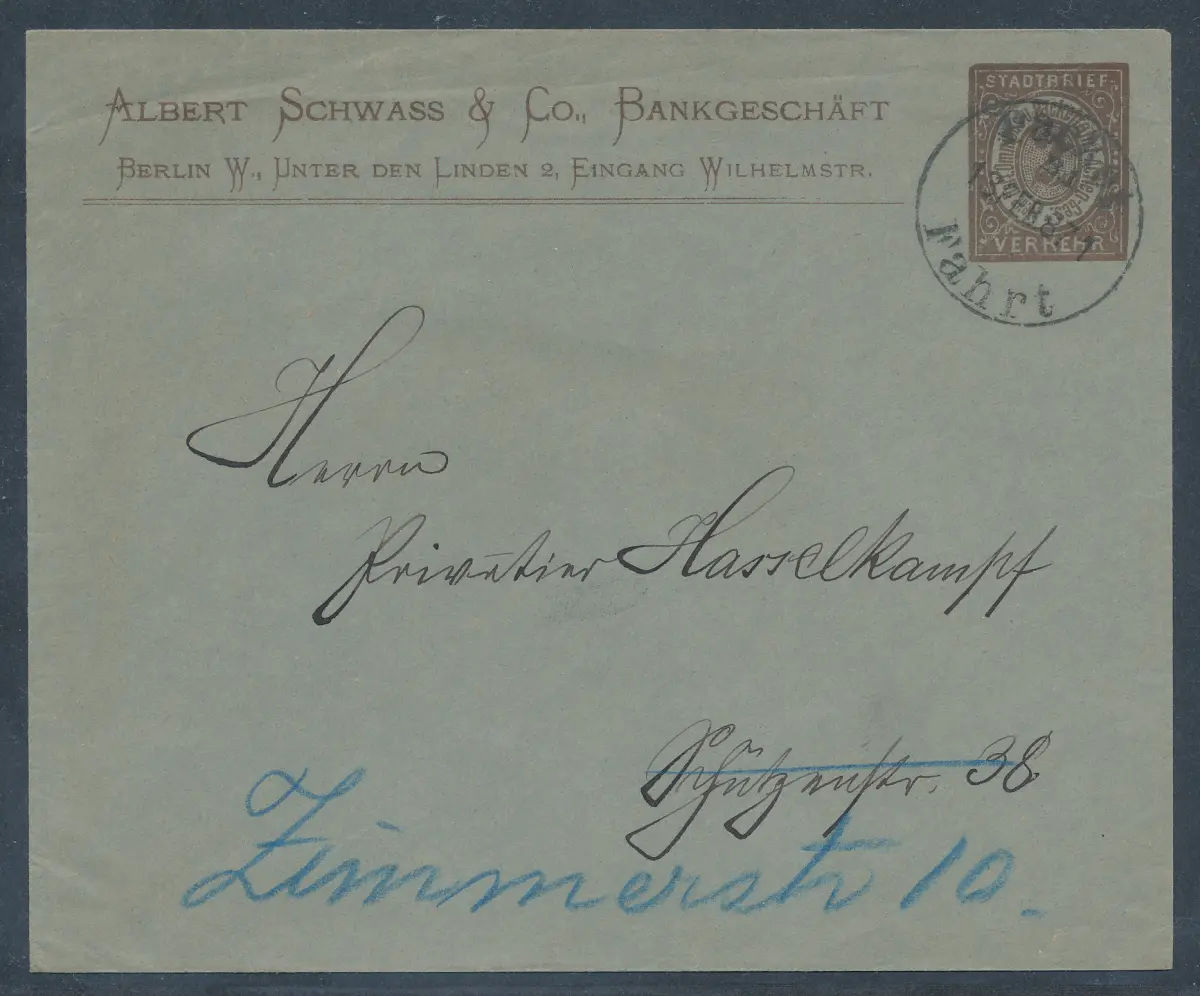 ALBERT SCHWASS & CO., BANKGESCHÄFT
BERLIN W., UNTER DEN LINDEN 2, EINGANG WILHELMSTR.
STADTBRIEF-
VERKEHR
Fahrt
Herrn
Privatier Hasselkampf
Schützenstr. 38
Zimmerstr 10.